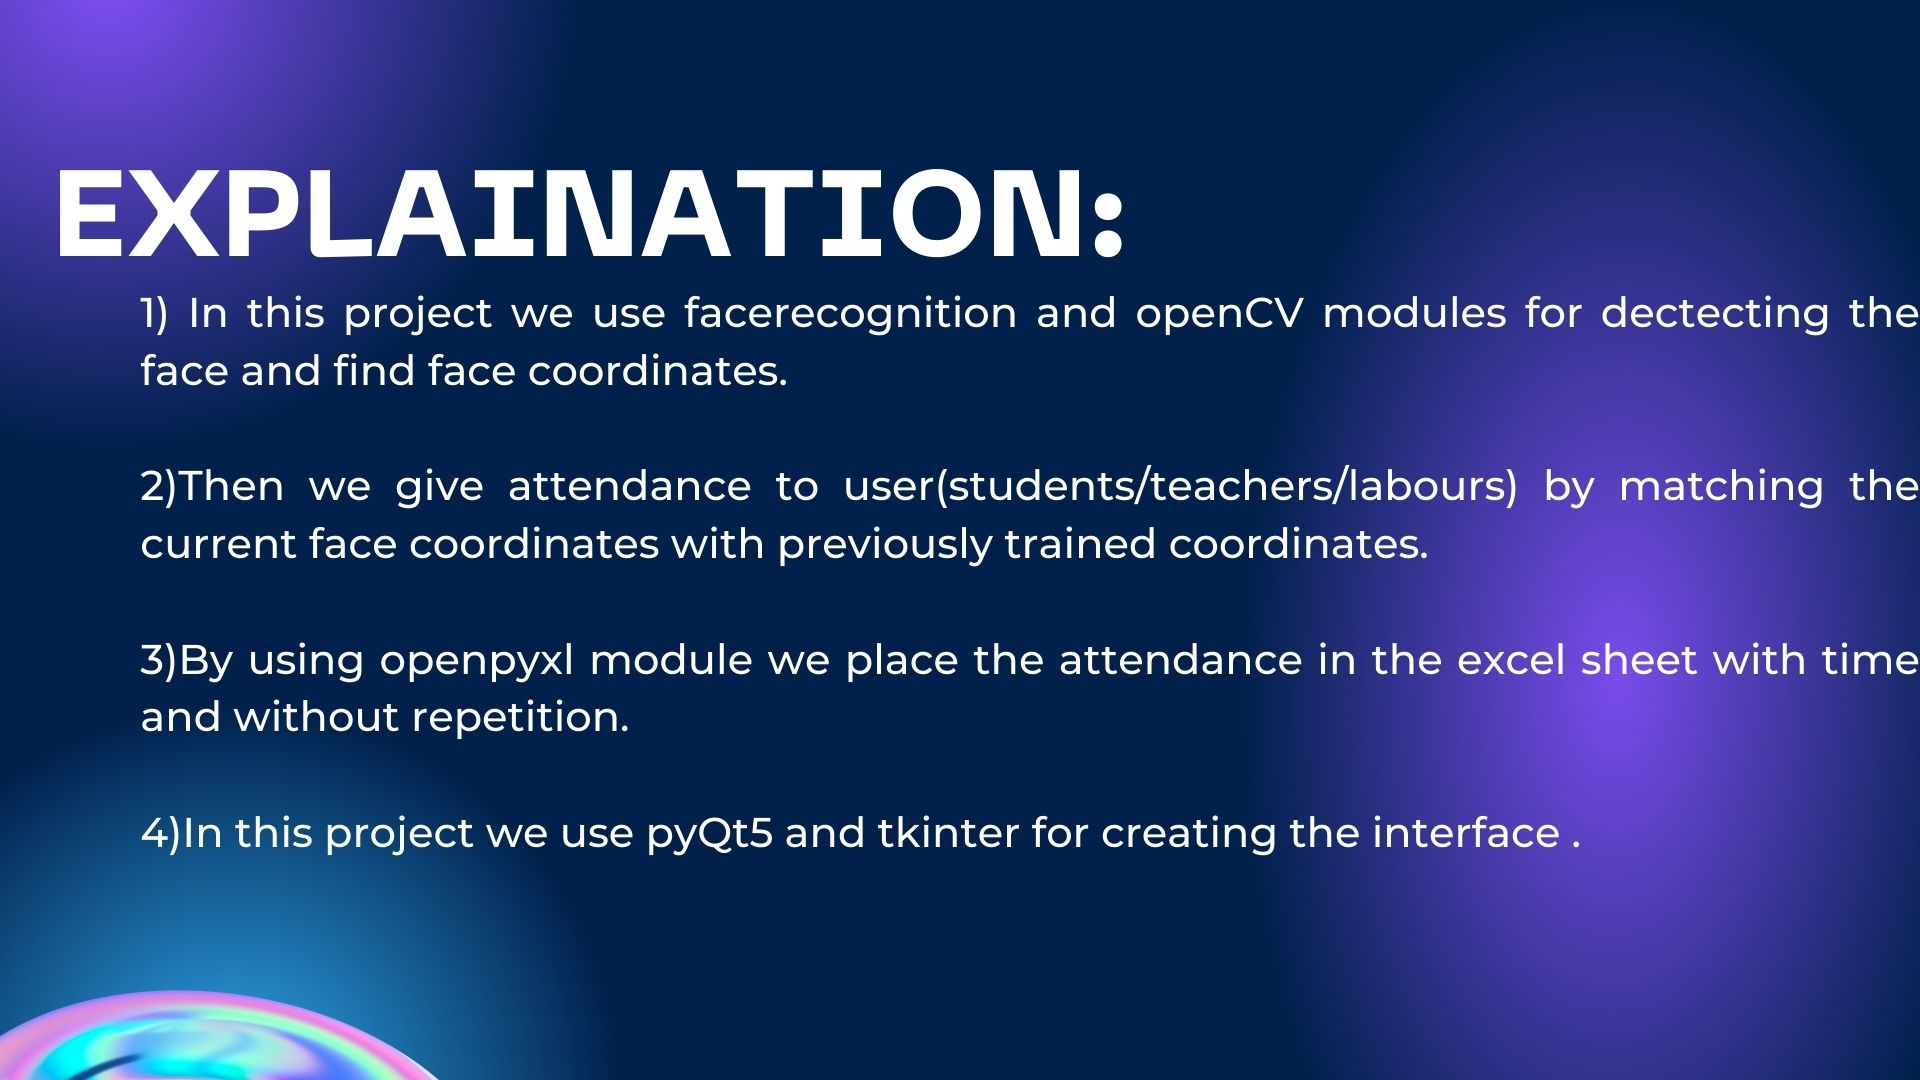 EXPLAINATION:
1) In this project we use facerecognition and openCV modules for dectecting the
face and find face coordinates.
2)Then we give attendance to user(students/teachers/labours) by matching the
current face coordinates with previously trained coordinates.
3)By using openpyxl module we place the attendance in the excel sheet with time
and without repetition.
4)In this project we use pyQt5 and tkinter for creating the interface .